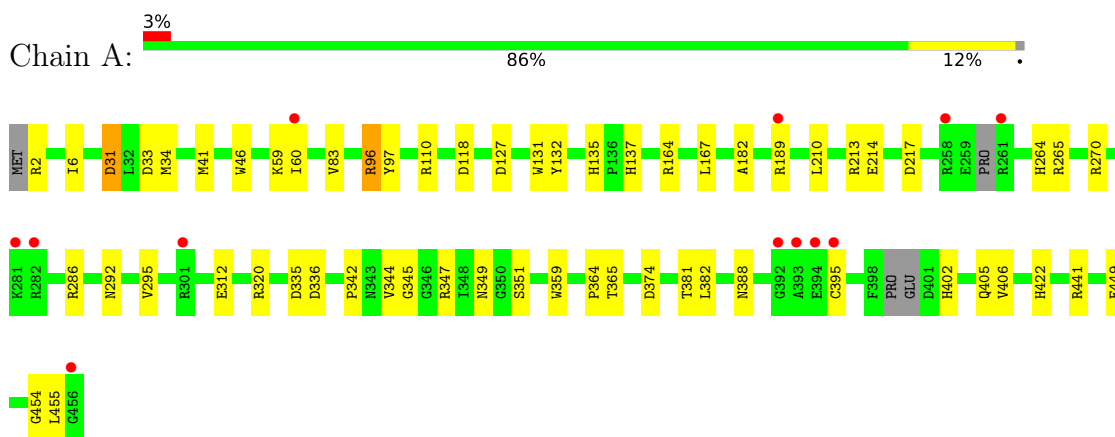 3%
Chain A:
86% 12% •
MET R2 I6 D31 L32 D33 M34 M41 W46 K59 I60 V83 R96 Y97 R110 D118 D127 W131 Y132 H135 P136 H137 R164 L167 A182 R189 L210 R213 E214 D217 R258 E259 PRO R261 H264 R265 R270
K281 R282 R286 N292 V295 R301 E312 R320 D335 D336 P342 N343 V344 G345 G346 R347 I348 N349 G350 S351 W359 P364 T365 D374 T381 L382 N388 G392 A393 E394 C395 F398 PRO GLU D401 H402 Q405 V406 H422 R441
G454 L455 G456